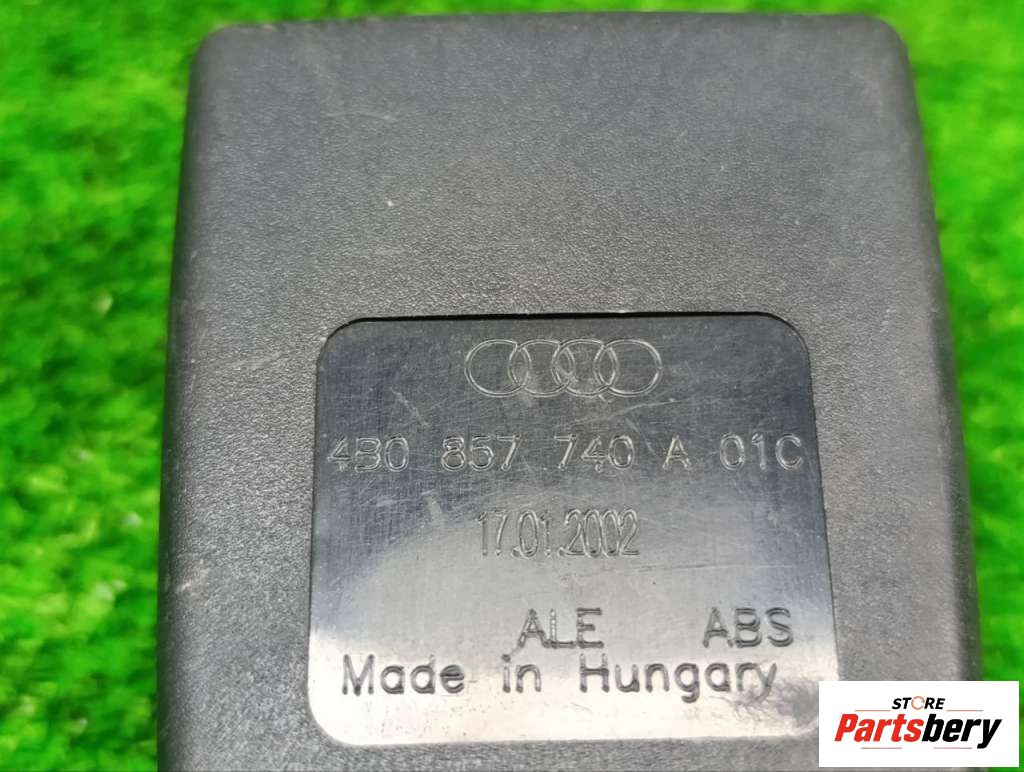 4B0 857 740 A 01C
17.01.2002
ALE ABS
Made in Hungary
STORE
Partsbery